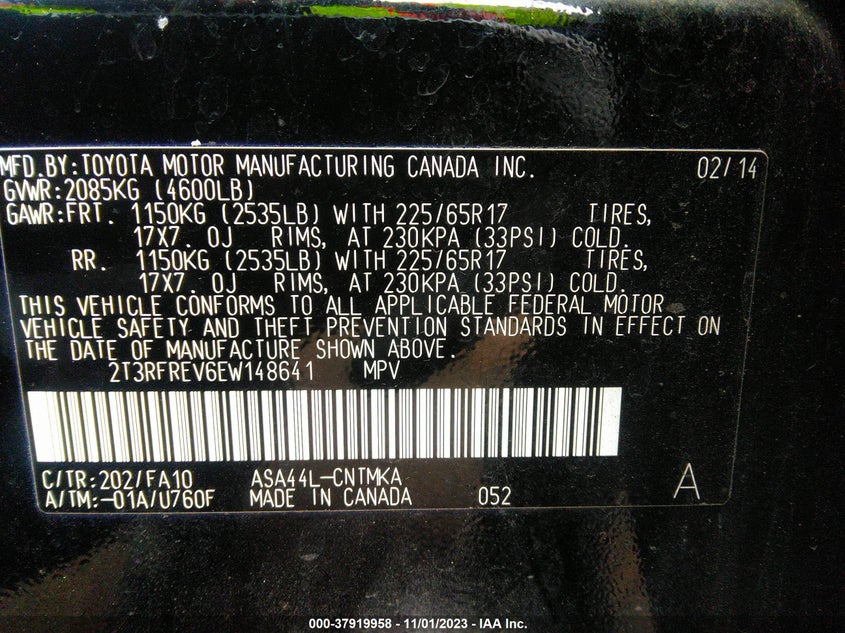 MFD.BY:TOYOTA MOTOR MANUFACTURING CANADA INC. 02/14
GVWR:2085KG (4600LB)
GAWR:FRT. 1150KG (2535LB) WITH 225/65R17 TIRES,
17X7. OJ RIMS, AT 230KPA (33PSI) COLD.
RR. 1150KG (2535LB) WITH 225/65R17 TIRES,
17X7. OJ RIMS, AT 230KPA (33PSI) COLD.
THIS VEHICLE CONFORMS TO ALL APPLICABLE FEDERAL MOTOR
VEHICLE SAFETY AND THEFT PREVENTION STANDARDS IN EFFECT ON
THE DATE OF MANUFACTURE SHOWN ABOVE.
2T3RFREV6EW148641 MPV
C/TR:202/FA10 ASA44L-CNTMKA
A/TM:-01A/U760F MADE IN CANADA 052 A
000-37919958 - 11/01/2023 - IAA Inc.